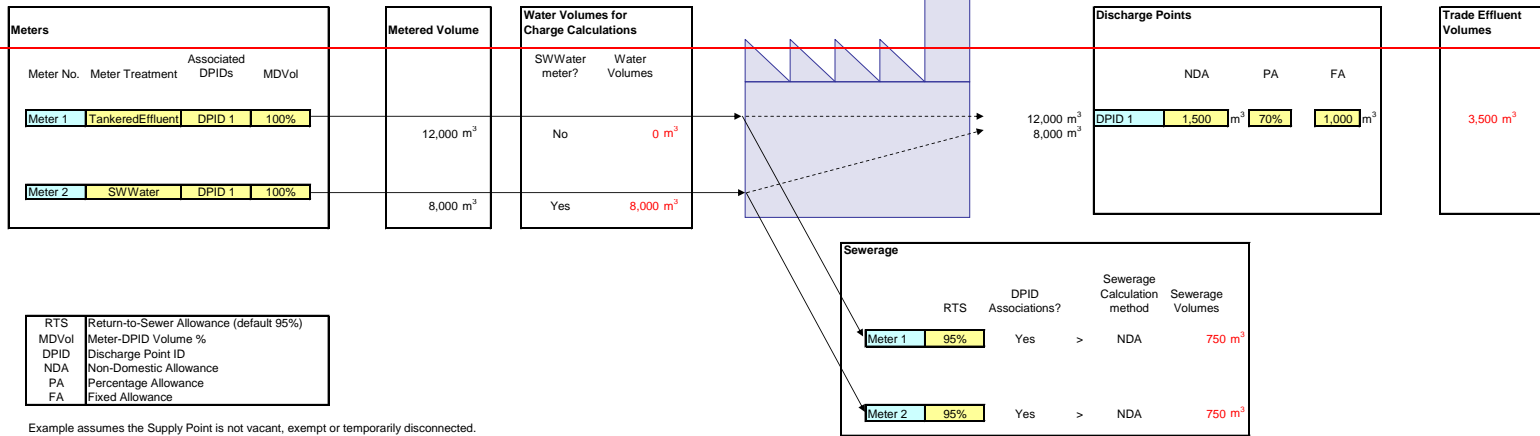 Meters
Meter No. Meter Treatment Associated DPIDs MDVol
Meter 1 TankeredEffluent DPID 1 100%
Meter 2 SWWater DPID 1 100%
Metered Volume
12,000 m³
8,000 m³
Water Volumes for
Charge Calculations
SWWater meter? Water Volumes
No 0 m³
Yes 8,000 m³
12,000 m³
8,000 m³
Discharge Points
NDA PA FA
DPID 1 1,500 m³ 70% 1,000 m³
Trade Effluent
Volumes
3,500 m³
Sewerage
RTS DPID Associations? Sewerage Calculation method Sewerage Volumes
Meter 1 95% Yes > NDA 750 m³
Meter 2 95% Yes > NDA 750 m³
RTS Return-to-Sewer Allowance (default 95%)
MDVol Meter-DPID Volume %
DPID Discharge Point ID
NDA Non-Domestic Allowance
PA Percentage Allowance
FA Fixed Allowance
Example assumes the Supply Point is not vacant, exempt or temporarily disconnected.